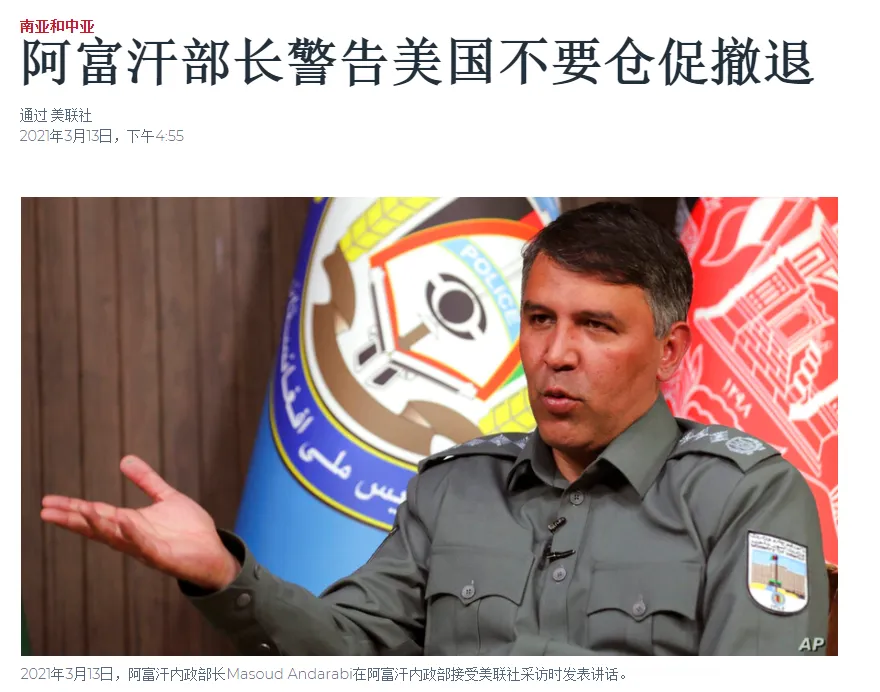 南亚和中亚
阿富汗部长警告美国不要仓促撤退
通过 美联社
2021年3月13日，下午4:55
POLICE
۱۲۹۸
AP
2021年3月13日，阿富汗内政部长Masoud Andarabi在阿富汗内政部接受美联社采访时发表讲话。